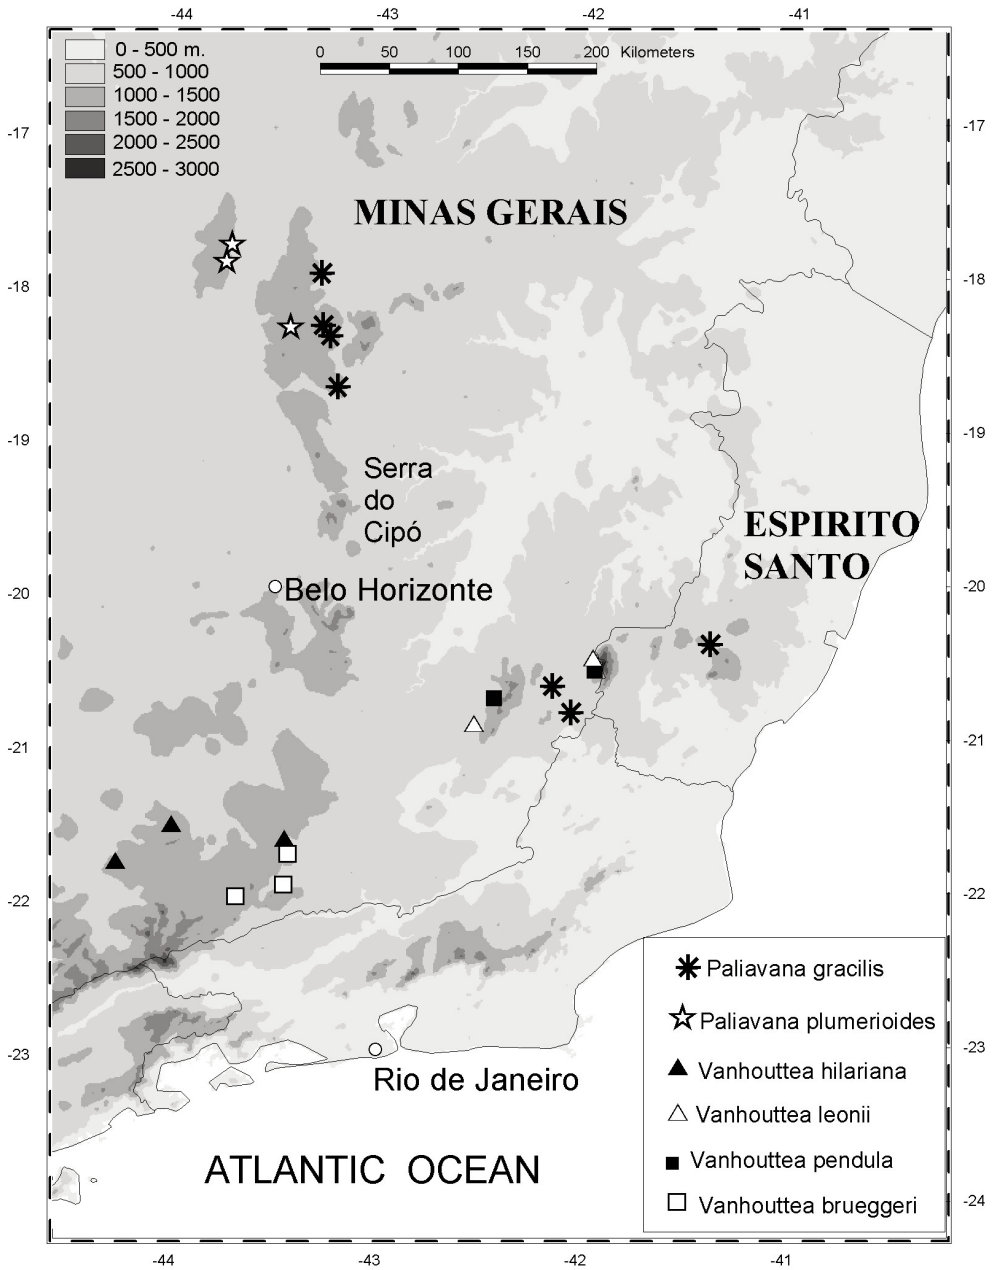 -44 -43 -42 -41
0 - 500 m.
500 - 1000
1000 - 1500
1500 - 2000
2000 - 2500
2500 - 3000
0 50 100 150 200 Kilometers
-17 -17
MINAS GERAIS
-18 -18
-19 -19
Serra
do
Cipó
ESPIRITO
SANTO
-20 -20
Belo Horizonte
-21 -21
-22 -22
-23 -23
Rio de Janeiro
ATLANTIC OCEAN
Paliavana gracilis
Paliavana plumerioides
Vanhouttea hilariana
Vanhouttea leonii
Vanhouttea pendula
Vanhouttea brueggeri
-24
-44 -43 -42 -41